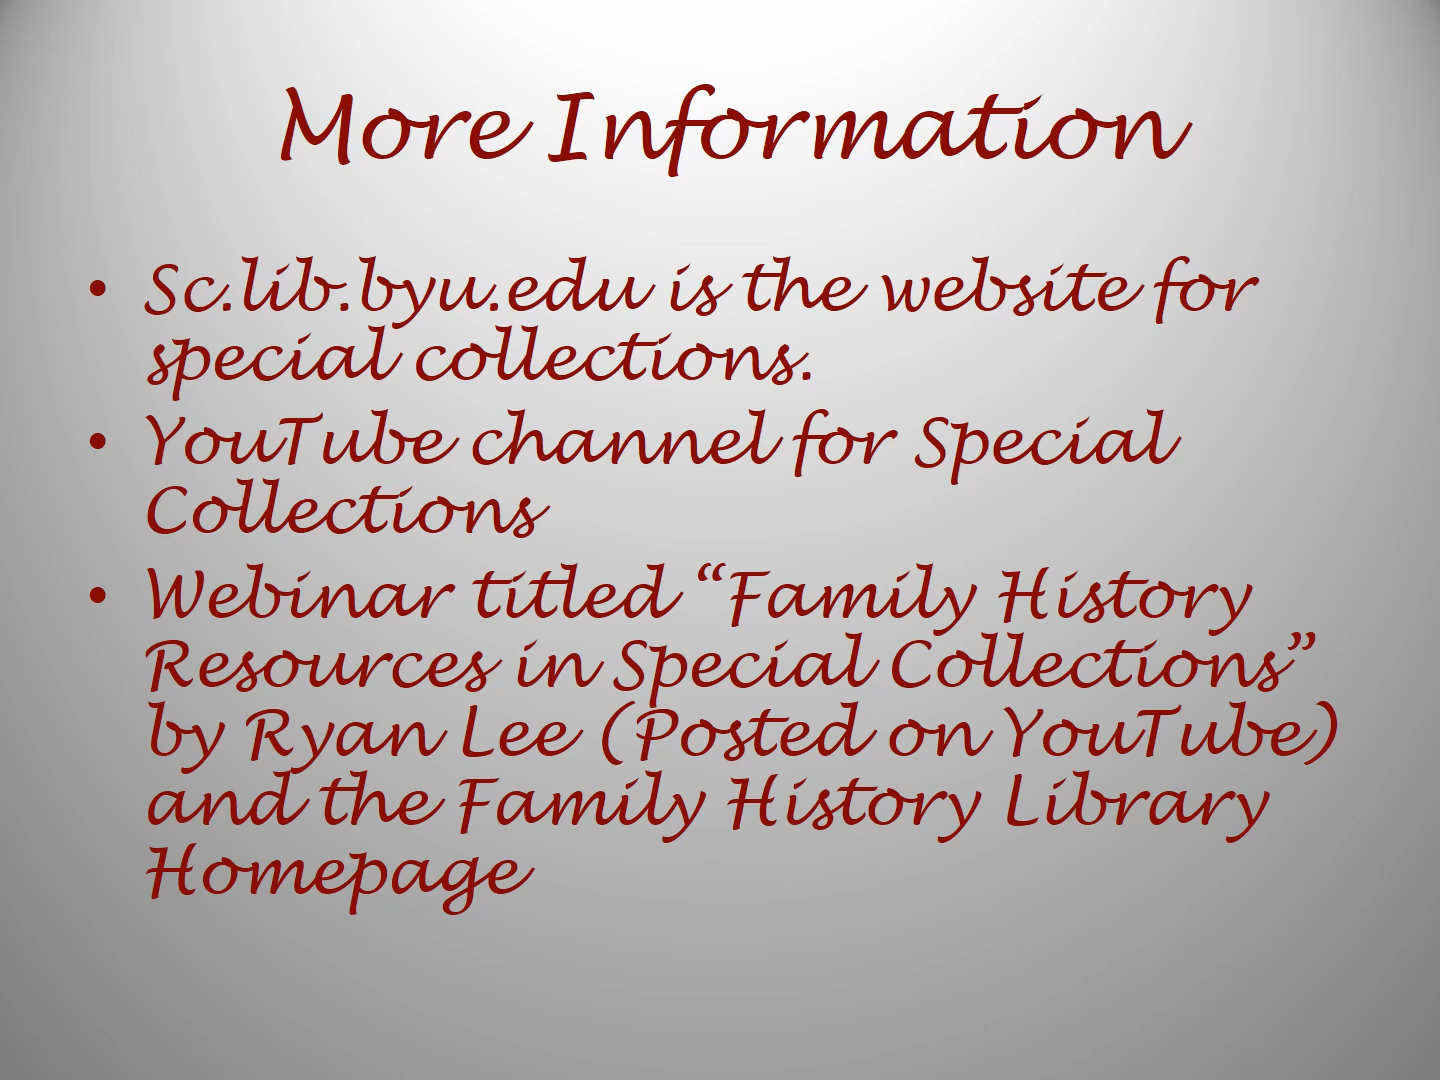 More Information
• Sc.lib.byu.edu is the website for
special collections.
• YouTube channel for Special
Collections
• Webinar titled “Family History
Resources in Special Collections”
by Ryan Lee (Posted on YouTube)
and the Family History Library
Homepage